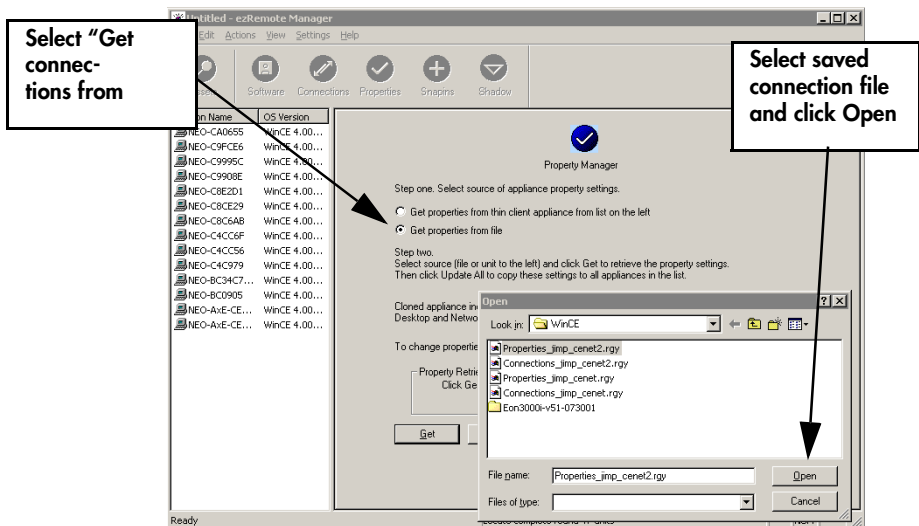 Untitled - ezRemote Manager
Edit Actions View Settings Help
Select "Get
connec-
tions from
Select saved
connection file
and click Open
Software Connections Properties Snapins Shadow
Name OS Version
NEO-CA0655 WinCE 4.00...
NEO-C9FCE6 WinCE 4.00...
NEO-C9995C WinCE 4.00...
NEO-C9908E WinCE 4.00...
NEO-C8E2D1 WinCE 4.00...
NEO-C8CE29 WinCE 4.00...
NEO-C8C6AB WinCE 4.00...
NEO-C4CC6F WinCE 4.00...
NEO-C4CC56 WinCE 4.00...
NEO-C4C979 WinCE 4.00...
NEO-BC34C7... WinCE 4.00...
NEO-BC0905 WinCE 4.00...
NEO-AxE-CE... WinCE 4.00...
NEO-AxE-CE... WinCE 4.00...
Property Manager
Step one. Select source of appliance property settings.
Get properties from thin client appliance from list on the left
Get properties from file
Step two.
Select source (file or unit to the left) and click Get to retrieve the property settings.
Then click Update All to copy these settings to all appliances in the list.
Cloned appliance in
Desktop and Netwo
To change propertie
Property Retrie
Click Ge
Get
Open
Look in: WinCE
Properties_jimp_cenet2.rgy
Connections_jimp_cenet2.rgy
Properties_jimp_cenet.rgy
Connections_jimp_cenet.rgy
Eon3000i-v51-073001
File name: Properties_jimp_cenet2.rgy Open
Files of type: Cancel
Ready